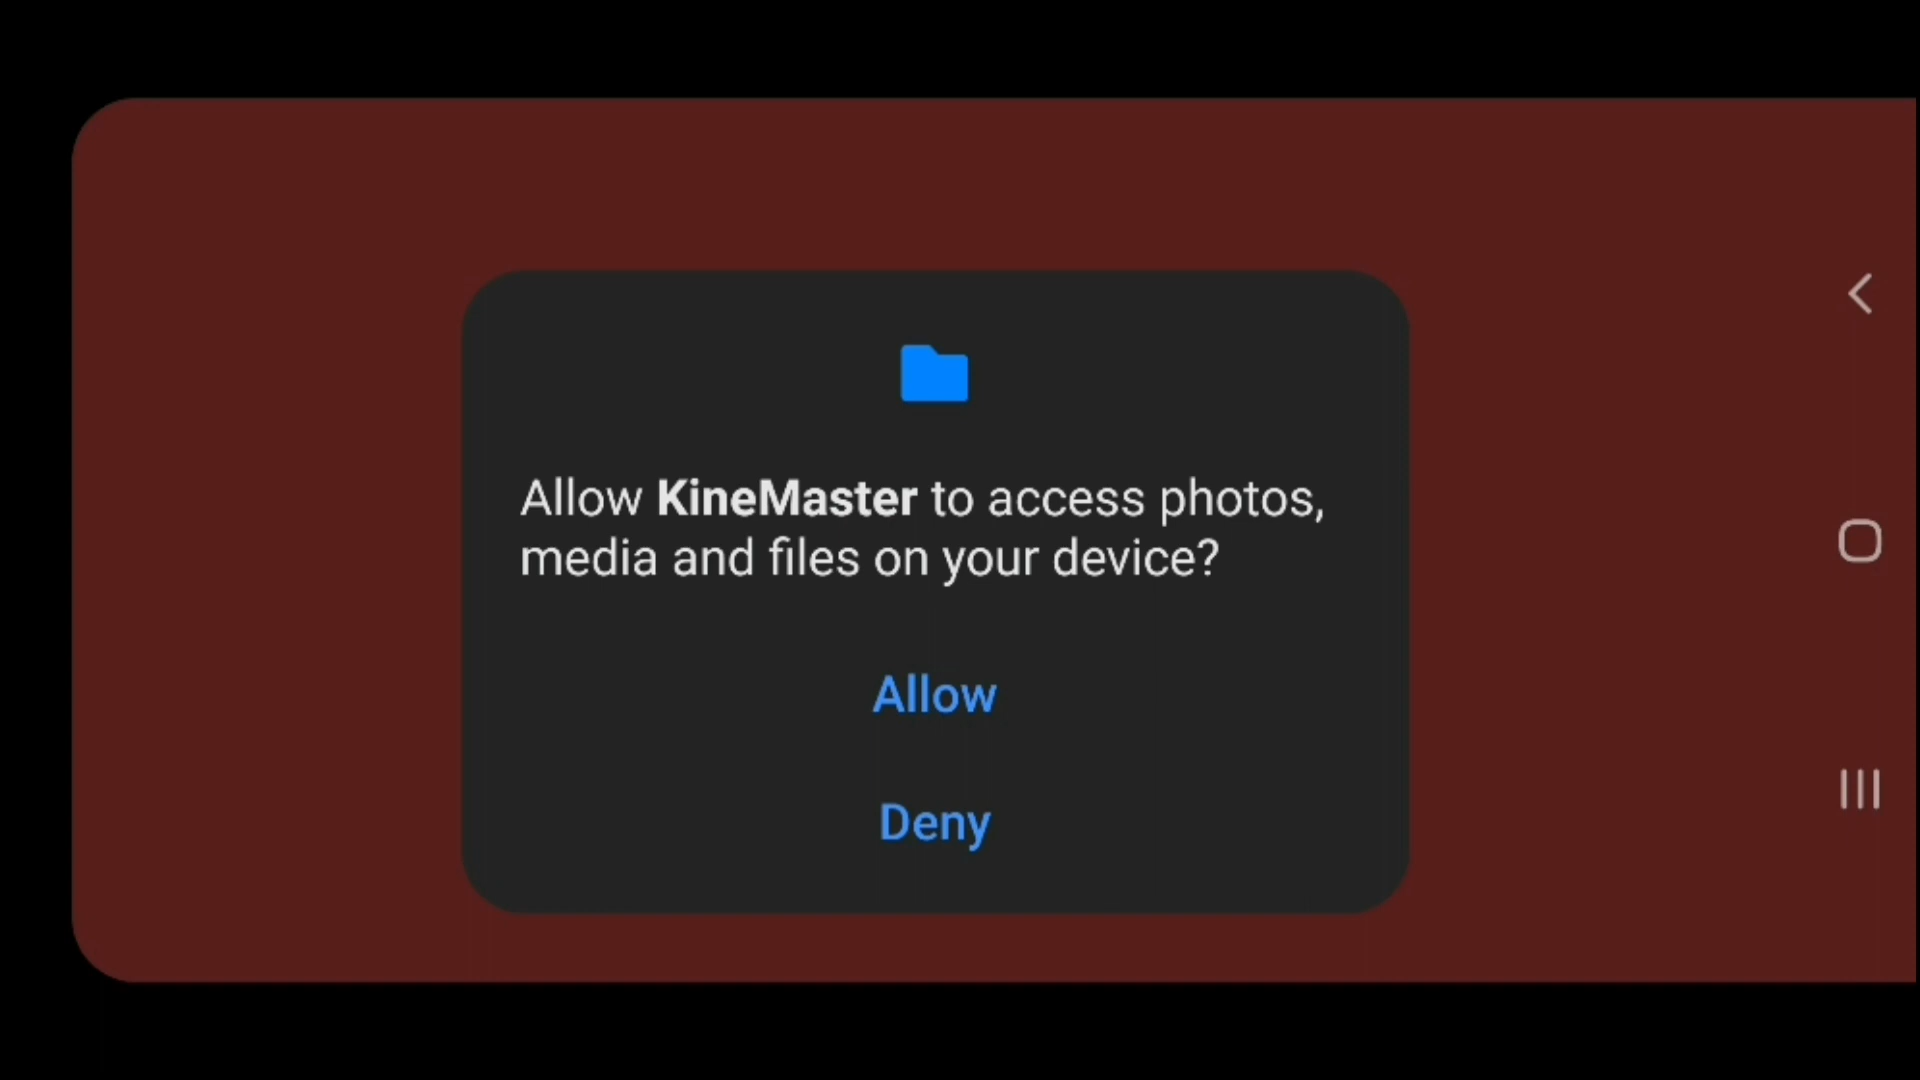 Allow KineMaster to access photos,
media and files on your device?
Allow
Deny